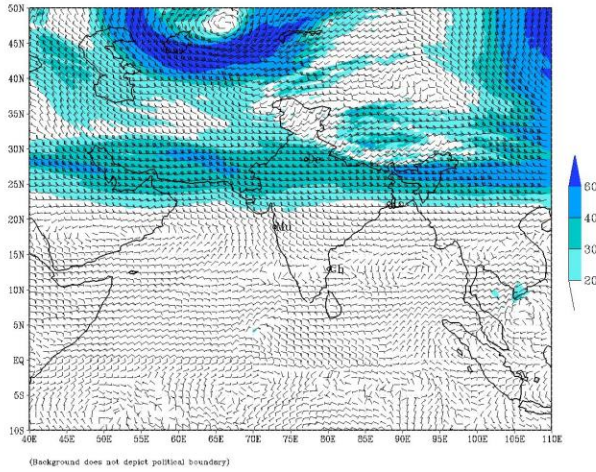 50N
45N
40N
35N
30N
25N
20N
15N
10N
5N
EQ
5S
10S
40E 45E 50E 55E 60E 65E 70E 75E 80E 85E 90E 95E 100E 105E 110E
Mu
Ch
60
40
30
20
(Background does not depict political boundary)